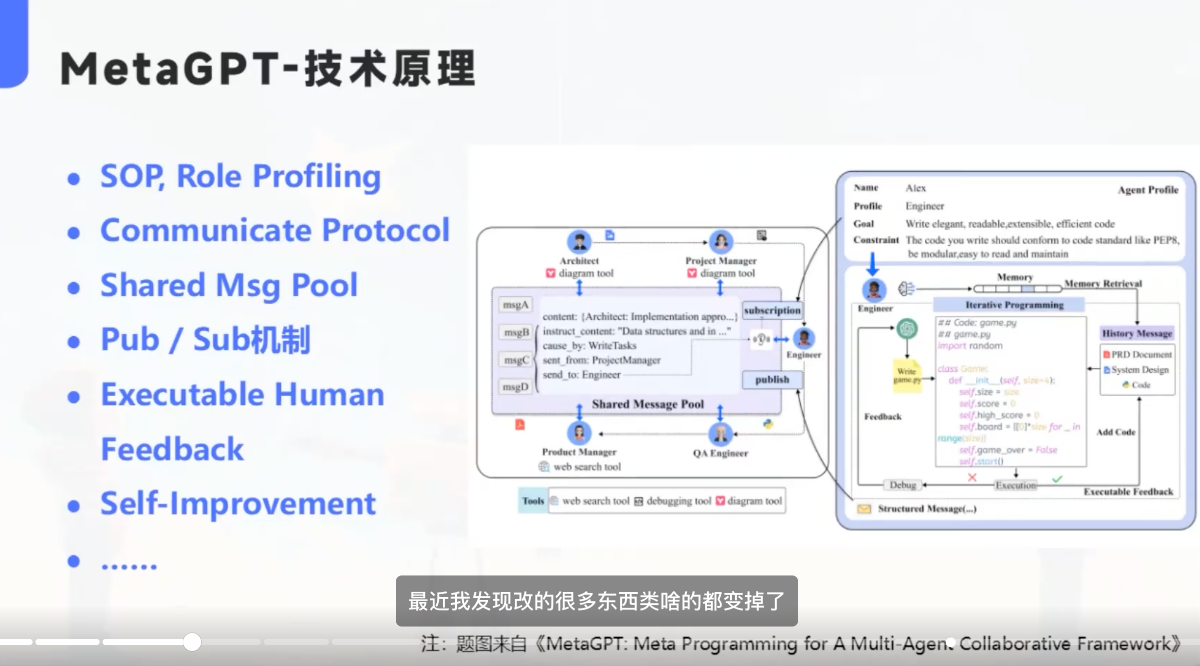 MetaGPT-技术原理
SOP, Role Profiling
Communicate Protocol
Shared Msg Pool
Pub / Sub机制
Executable Human
Feedback
Self-Improvement
......
Architect
diagram tool
Project Manager
diagram tool
msgA
msgB
msgC
msgD
content: {Architect: Implementation appro...}
instruct_content: "Data structures and in ..."
cause_by: WriteTasks
sent_from: ProjectManager
send_to: Engineer
subscription
Engineer
publish
Shared Message Pool
Product Manager
web search tool
QA Engineer
Tools web search tool debugging tool diagram tool
Name Alex
Agent Profile
Profile Engineer
Goal Write elegant, readable,extensible, efficient code
Constraint The code you write should conform to code standard like PEP8,
be modular,easy to read and maintain
Engineer
Memory
Memory Retrieval
Iterative Programming
Write
game.py
## Code: game.py
## game.py
import random
class Game:
def __init__(self, size=4):
self.size = size
self.score = 0
self.high_score = 0
self.board = [[0]*size for _ in
range(size)]
self.game_over = False
self.start()
History Message
PRD Document
System Design
Code
Feedback
Add Code
Debug
Execution
Executable Feedback
Structured Message(...)
最近我发现改的很多东西类啥的都变掉了
注：题图来自《MetaGPT: Meta Programming for A Multi-Agent Collaborative Framework》